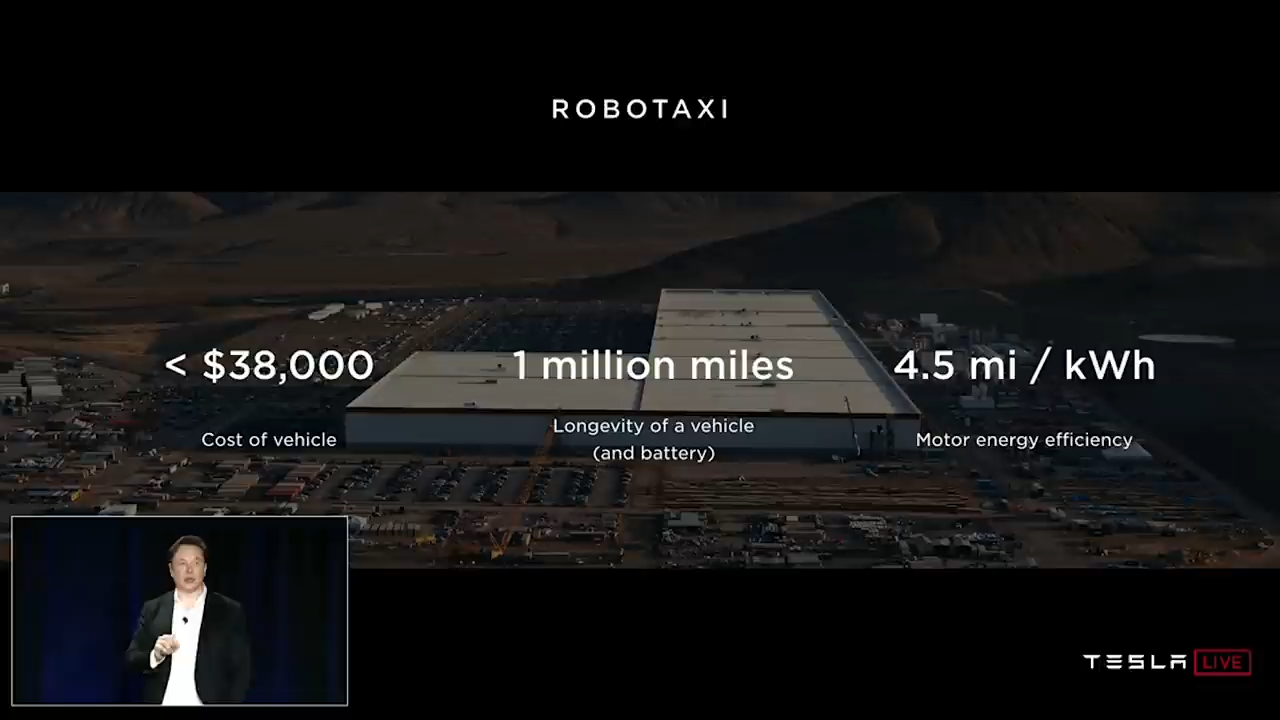 ROBOTAXI
< $38,000
1 million miles
4.5 mi / kWh
Cost of vehicle
Longevity of a vehicle
(and battery)
Motor energy efficiency
TESLA LIVE